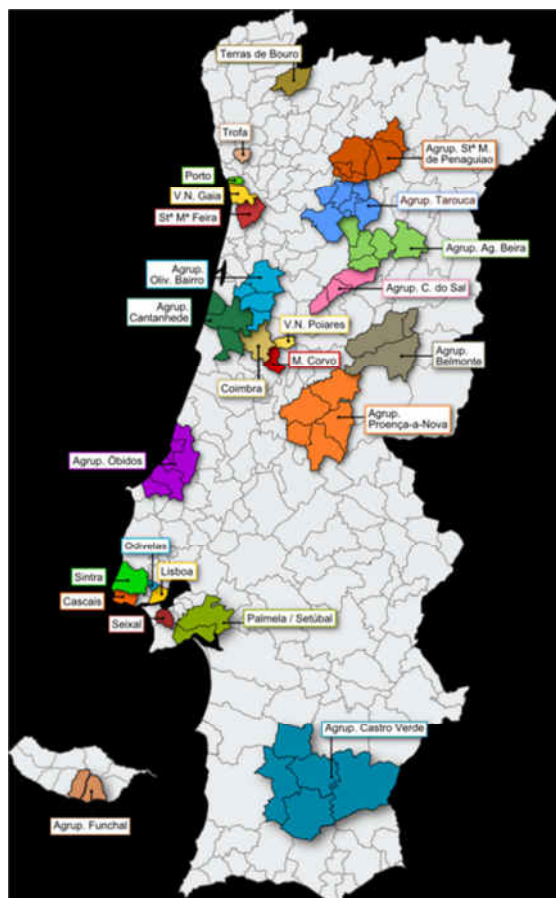 Terras de Bouro
Trofa
Agrup. Stª M.
de Penaguiao
Porto
V.N. Gaia
Agrup. Tarouca
Stª Mª Feira
Agrup. Ag. Beira
Agrup.
Oliv. Bairro
Agrup. C. do Sal
Agrup.
Cantanhede
V.N. Poiares
Agrup.
Belmonte
M. Corvo
Coimbra
Agrup.
Proença-a-Nova
Agrup. Óbidos
Odivelas
Lisboa
Sintra
Cascais
Seixal
Palmela / Setúbal
Agrup. Castro Verde
Agrup. Funchal